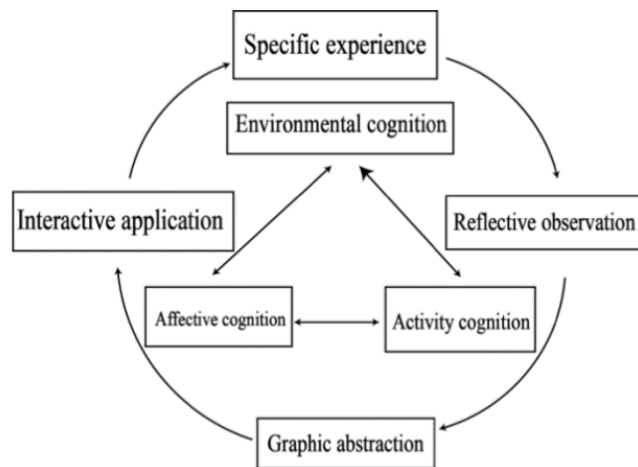 Specific experience
Environmental cognition
Interactive application
Reflective observation
Affective cognition
Activity cognition
Graphic abstraction